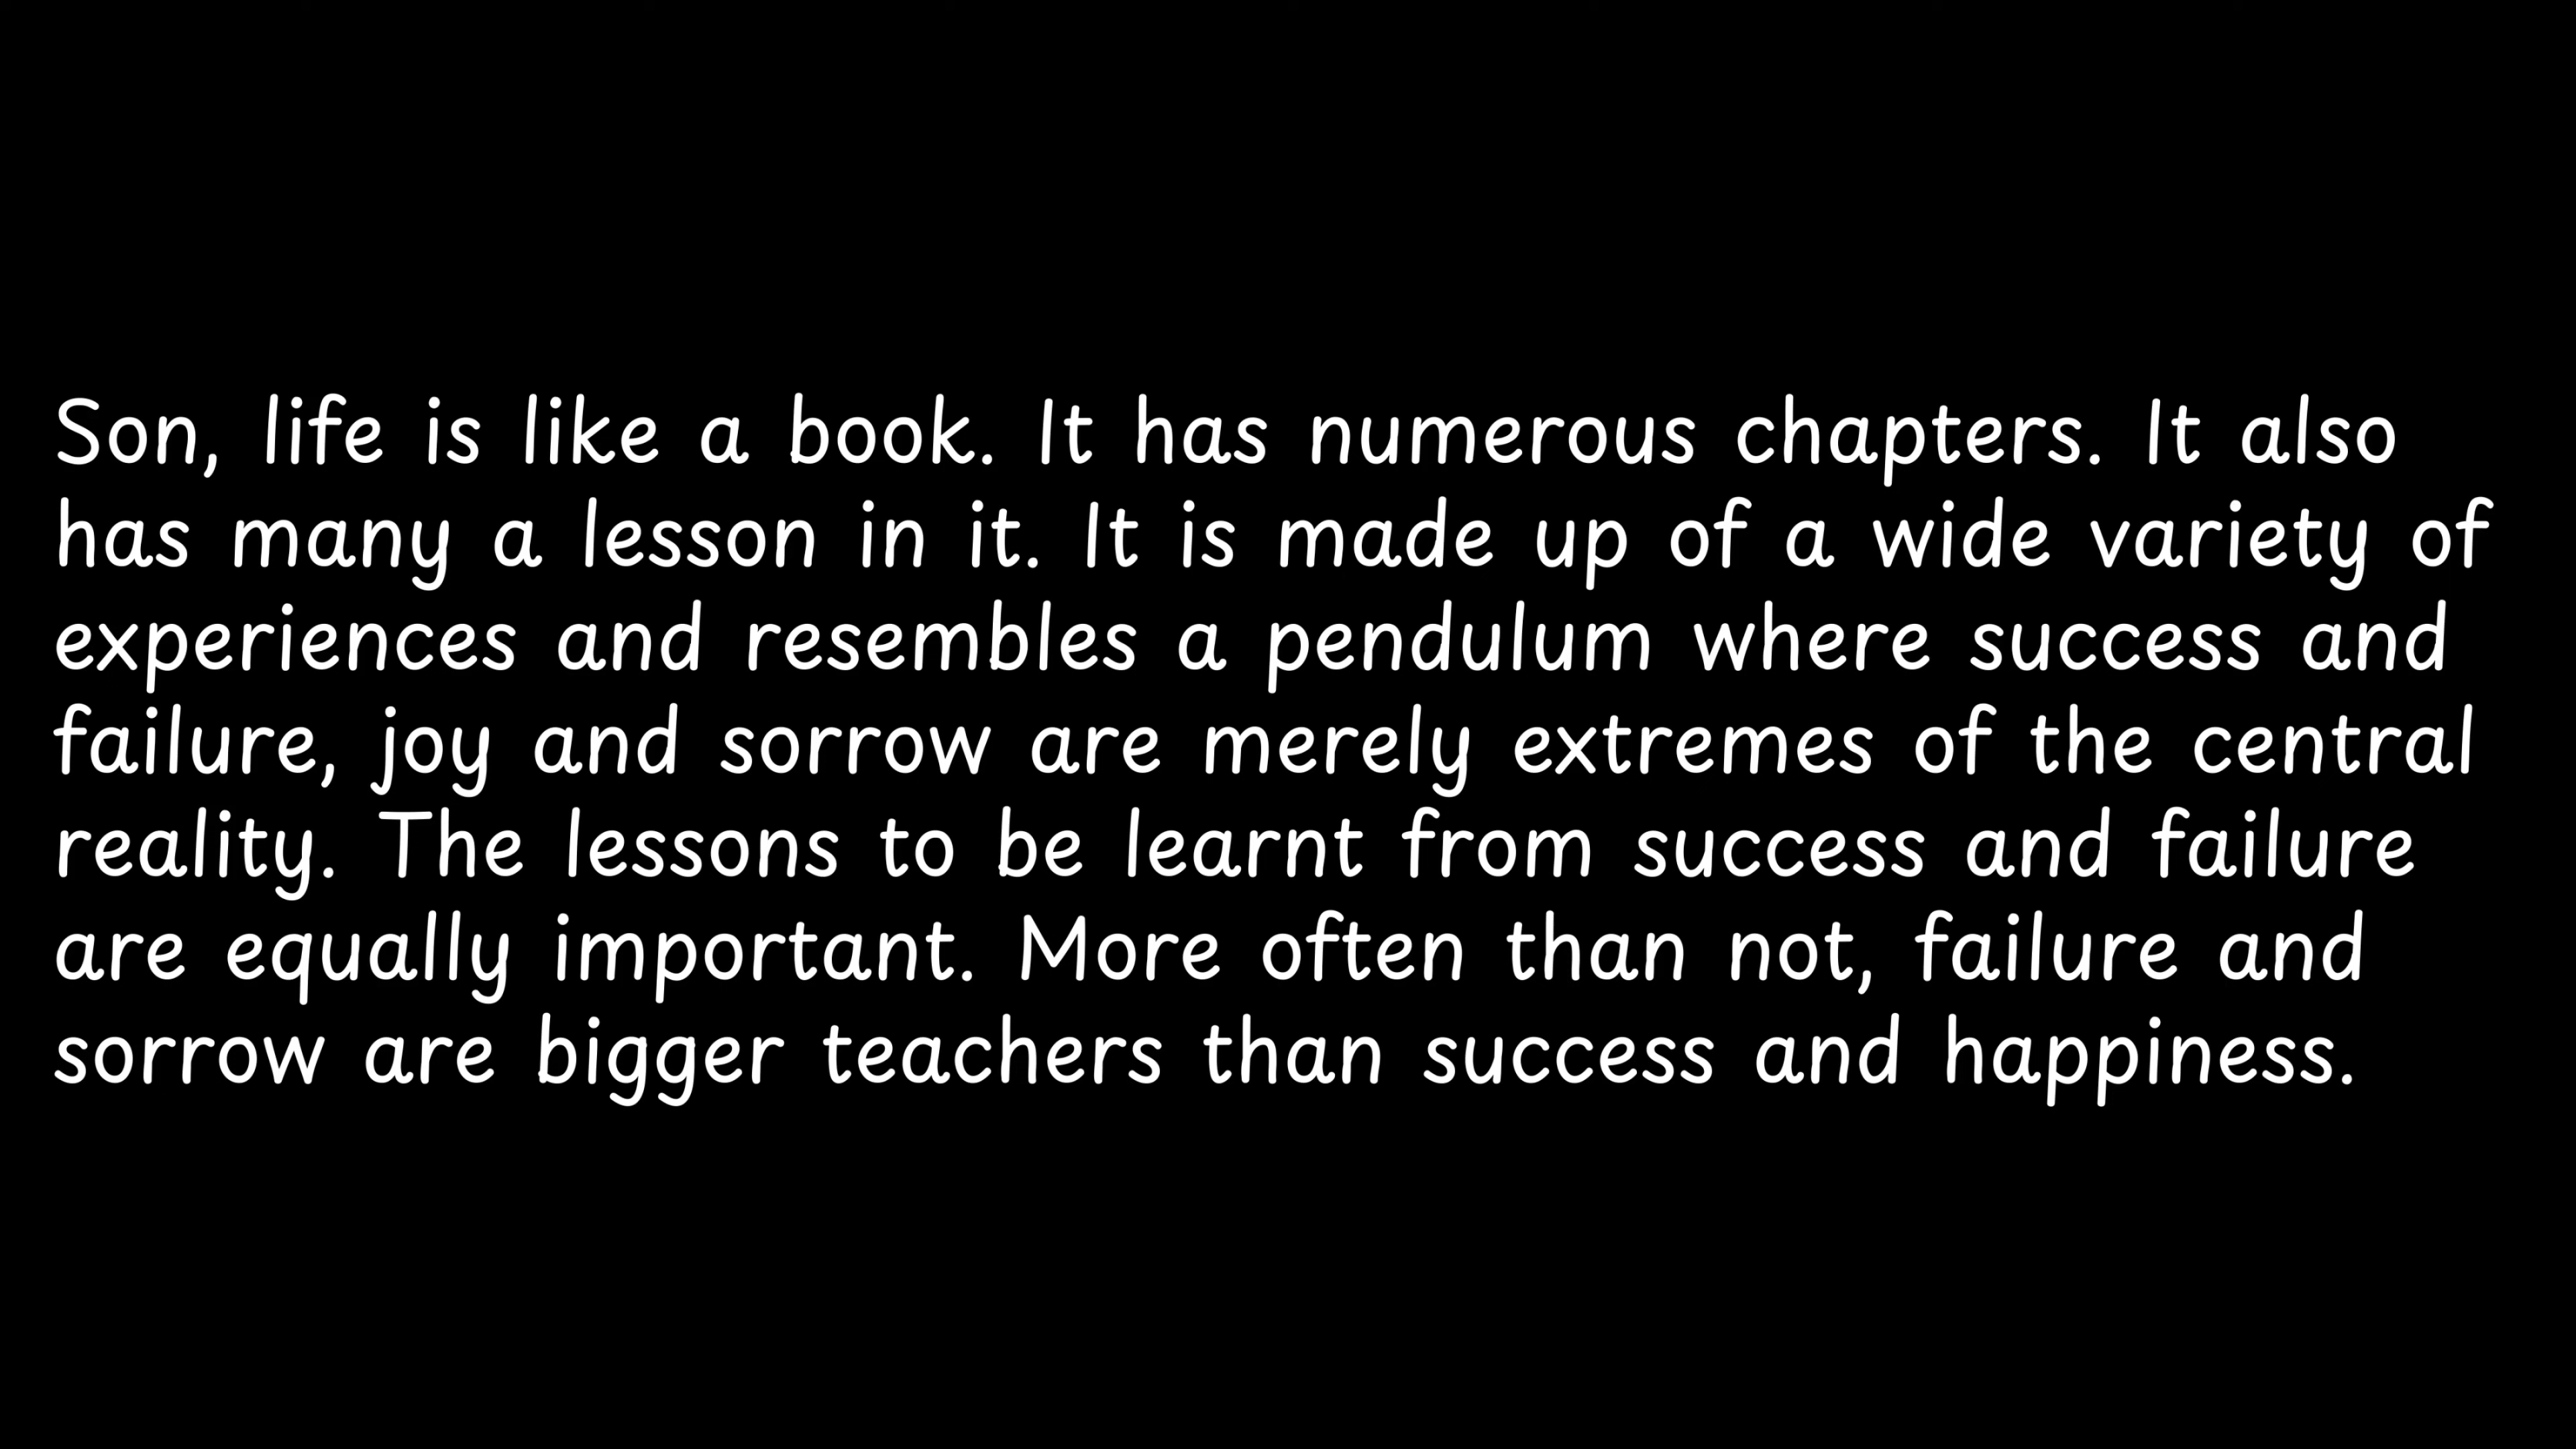 Son, life is like a book. It has numerous chapters. It also
has many a lesson in it. It is made up of a wide variety of
experiences and resembles a pendulum where success and
failure, joy and sorrow are merely extremes of the central
reality. The lessons to be learnt from success and failure
are equally important. More often than not, failure and
sorrow are bigger teachers than success and happiness.